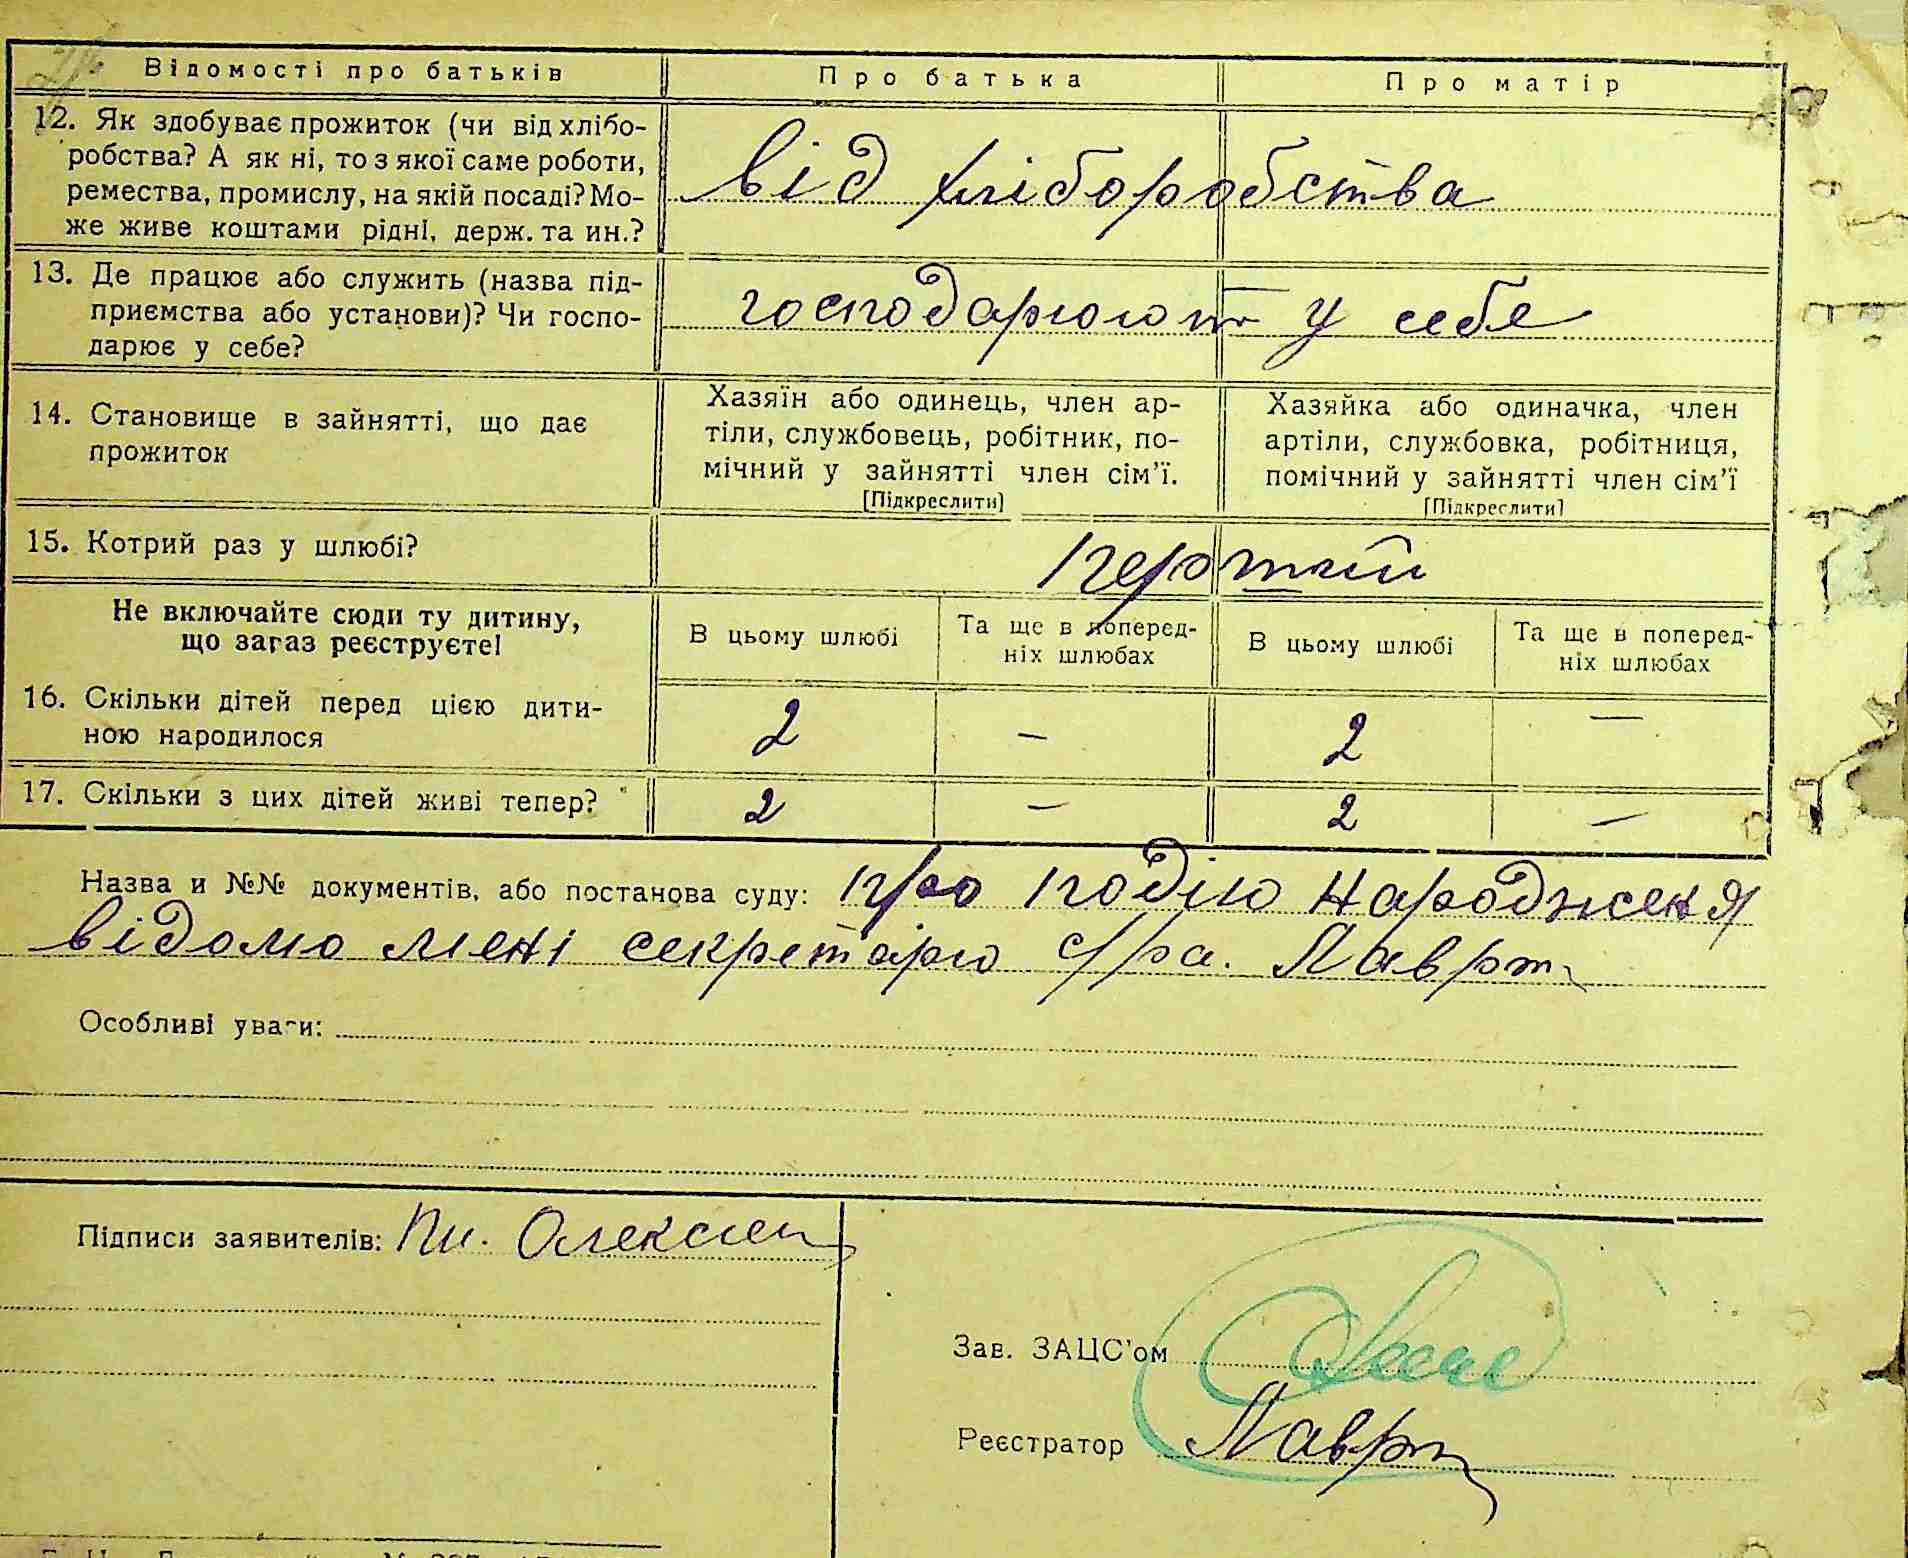 Відомості про батьків Про батька Про матір
12. Як здобуває прожиток (чи від хлібо-
робства? А як ні, то з якої саме роботи,
ремества, промислу, на якій посаді? Мо-
же живе коштами рідні, держ. та ин.?
від хліборобства
13. Де працює або служить (назва під-
приємства або установи)? Чи госпо-
дарює у себе?
господарюють у себе
14. Становище в зайнятті, що дає
прожиток
Хазяїн або одинець, член ар-
тіли, службовець, робітник, по-
мічний у зайнятті член сім'ї.
[Підкреслити]
Хазяйка або одиначка, член
артіли, службовка, робітниця,
помічний у зайнятті член сім'ї
[Підкреслити]
15. Котрий раз у шлюбі?
перший
Не включайте сюди ту дитину,
що загаз реєструєте!
В цьому шлюбі
Та ще в поперед-
ніх шлюбах
В цьому шлюбі
Та ще в поперед-
ніх шлюбах
16. Скільки дітей перед цією дити-
ною народилося
2 — 2 —
17. Скільки з цих дітей живі тепер?
2 — 2 —
Назва и №№ документів, або постанова суду: про подію народженя
відомо мені секретарю с/ра. Лавр
Особливі уваги:
Підписи заявителів: Олексієн
Зав. ЗАЦС'ом
Реєстратор Лавр